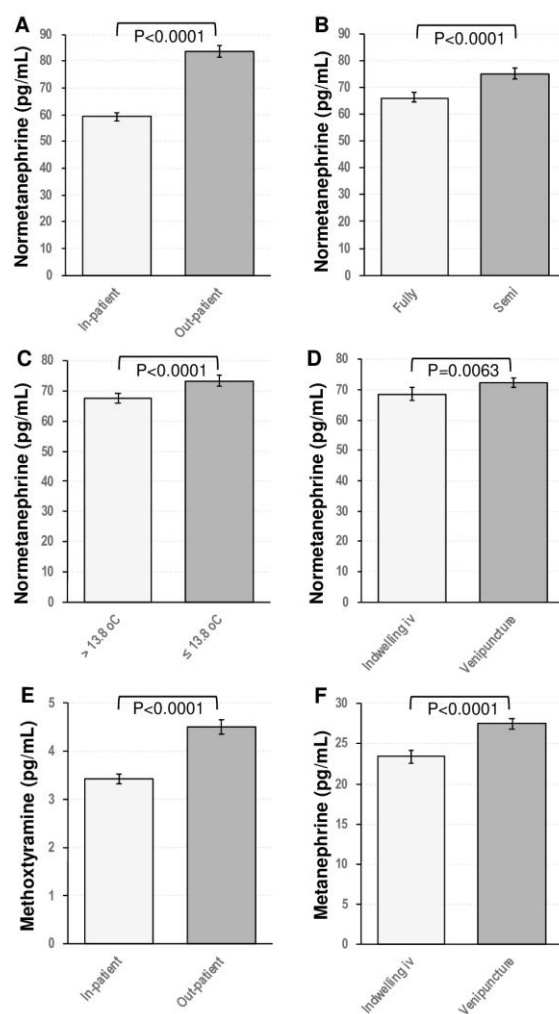 A
P<0.0001
Normetanephrine (pg/mL)
90
80
70
60
50
40
30
20
10
0
In-patient
Out-patient
B
P<0.0001
Normetanephrine (pg/mL)
90
80
70
60
50
40
30
20
10
0
Fully
Semi
C
P<0.0001
Normetanephrine (pg/mL)
80
70
60
50
40
30
20
10
0
> 13.8 oC
≤ 13.8 oC
D
P=0.0063
Normetanephrine (pg/mL)
80
70
60
50
40
30
20
10
0
Indwelling iv
Venipuncture
E
P<0.0001
Methoxtyramine (pg/mL)
5
4
3
2
1
0
In-patient
Out-patient
F
P<0.0001
Metanephrine (pg/mL)
30
25
20
15
10
5
0
Indwelling iv
Venipuncture